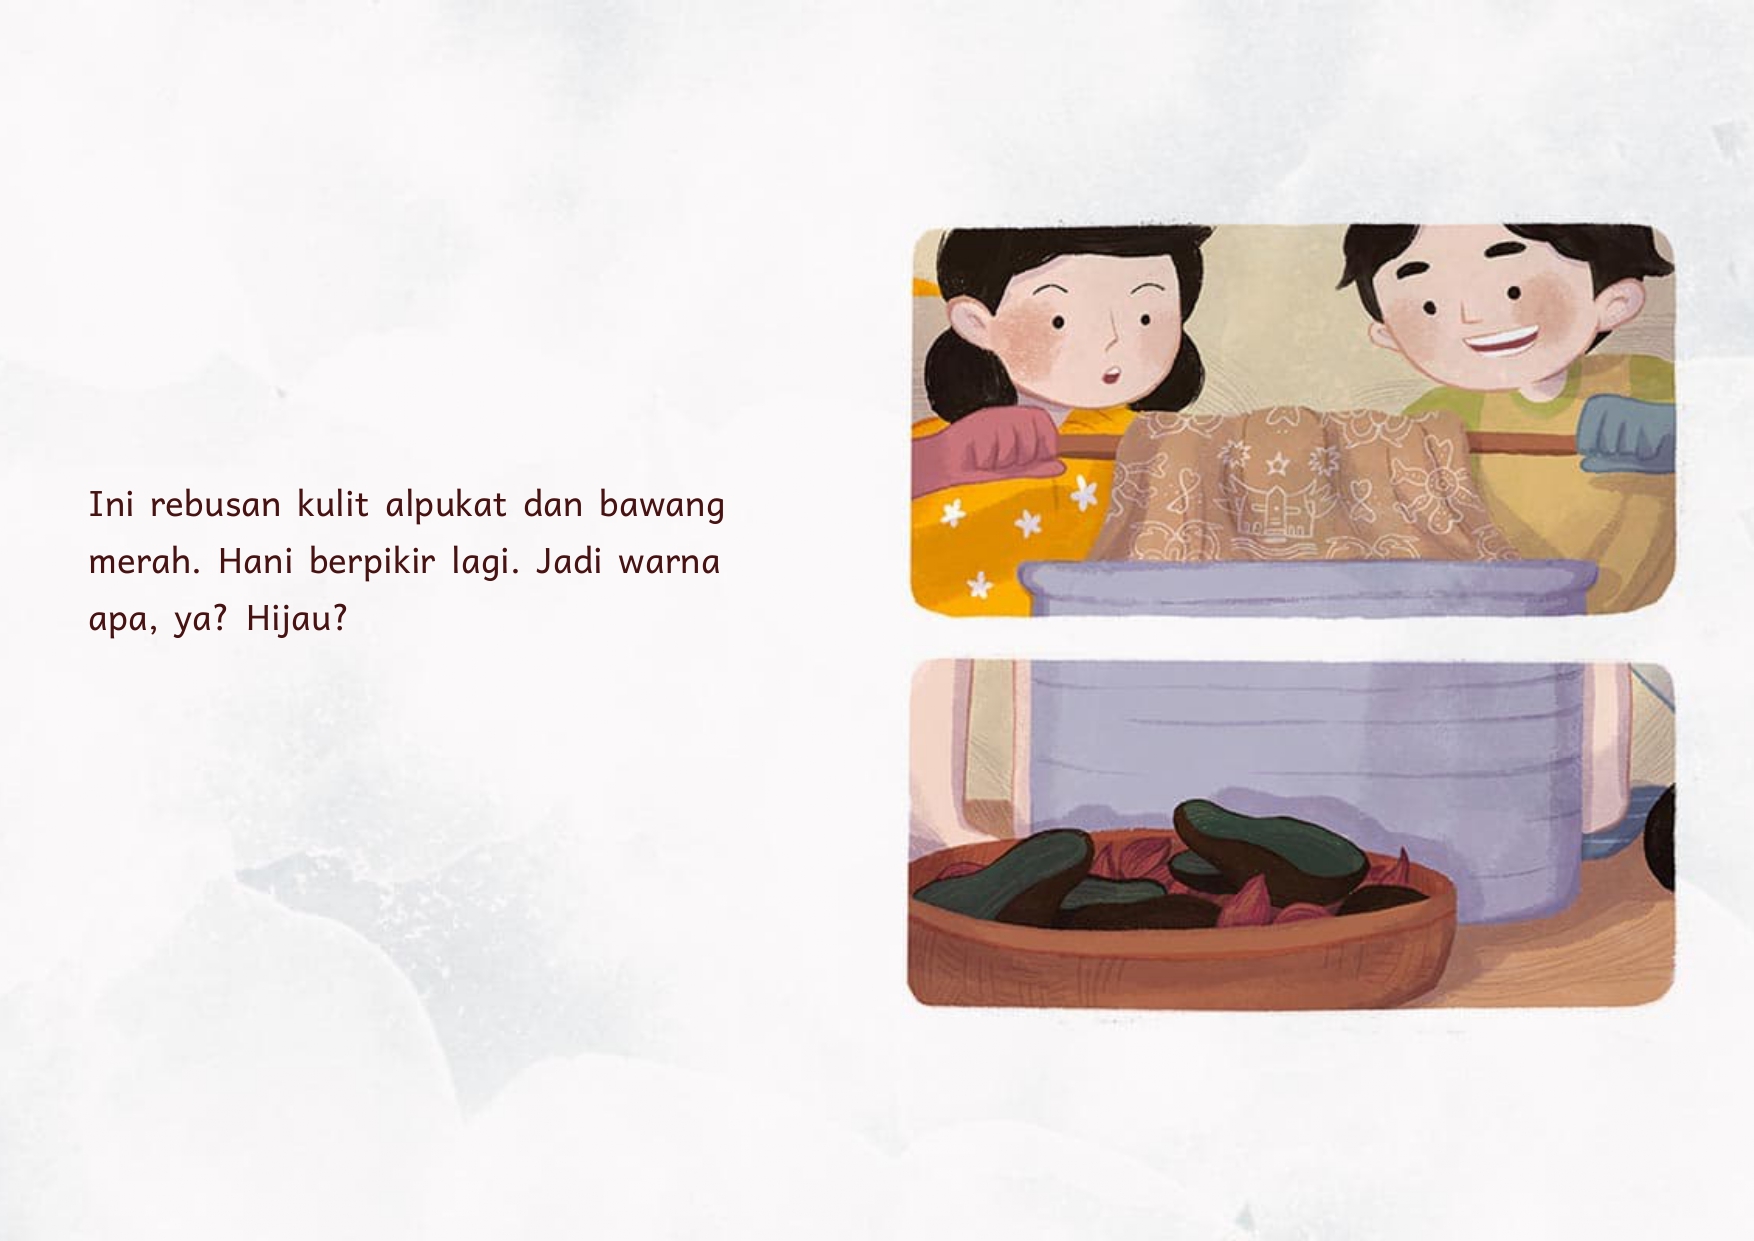 Ini rebusan kulit alpukat dan bawang
merah. Hani berpikir lagi. Jadi warna
apa, ya? Hijau?